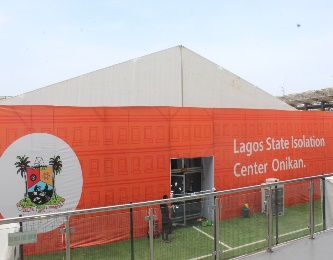 Lagos State Isolation
Center Onikan.